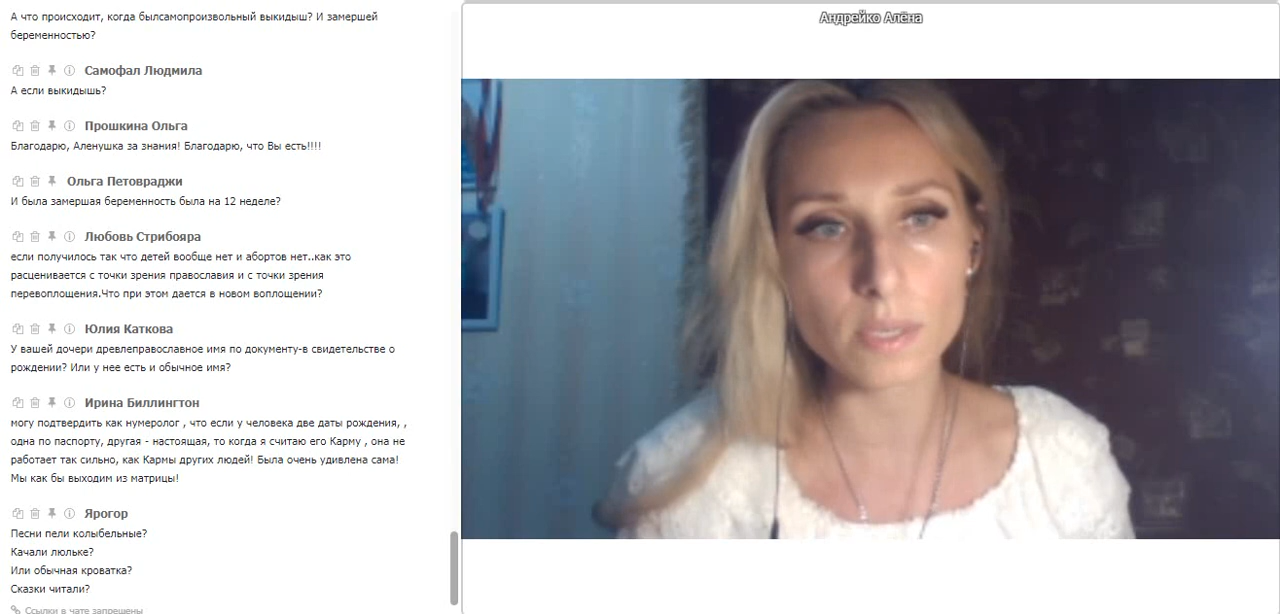 А что происходит, когда былсамопроизвольный выкидыш? И замершей
беременностью?
Самофал Людмила
А если выкидышь?
Прошкина Ольга
Благодарю, Аленушка за знания! Благодарю, что Вы есть!!!!
Ольга Петовраджи
И была замершая беременность была на 12 неделе?
Любовь Стрибояра
если получилось так что детей вообще нет и абортов нет..как это
расценивается с точки зрения православия и с точки зрения
перевоплощения.Что при этом дается в новом воплощении?
Юлия Каткова
У вашей дочери древлеправославное имя по документу-в свидетельстве о
рождении? Или у нее есть и обычное имя?
Ирина Биллингтон
могу подтвердить как нумеролог , что если у человека две даты рождения, ,
одна по паспорту, другая - настоящая, то когда я считаю его Карму , она не
работает так сильно, как Кармы других людей! Была очень удивлена сама!
Мы как бы выходим из матрицы!
Ярогор
Песни пели колыбельные?
Качали люльке?
Или обычная кроватка?
Сказки читали?
Ссылки в чате запрещены
Андрейко Алёна